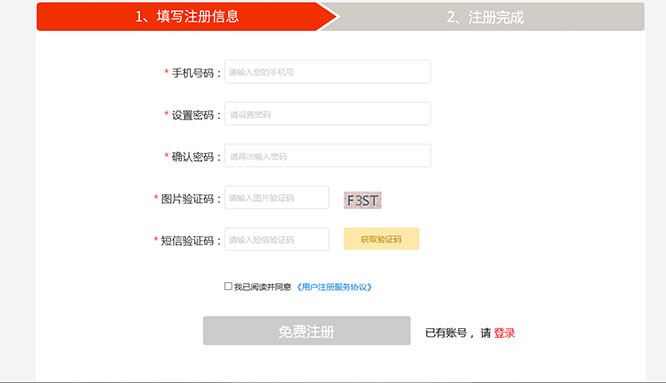 1、填写注册信息
2、注册完成
* 手机号码： 请输入您的手机号
* 设置密码： 请设置密码
* 确认密码： 请再次输入密码
* 图片验证码： 请输入图片验证码 F3ST
* 短信验证码： 请输入短信验证码 获取验证码
我已阅读并同意 《用户注册服务协议》
免费注册 已有账号， 请 登录